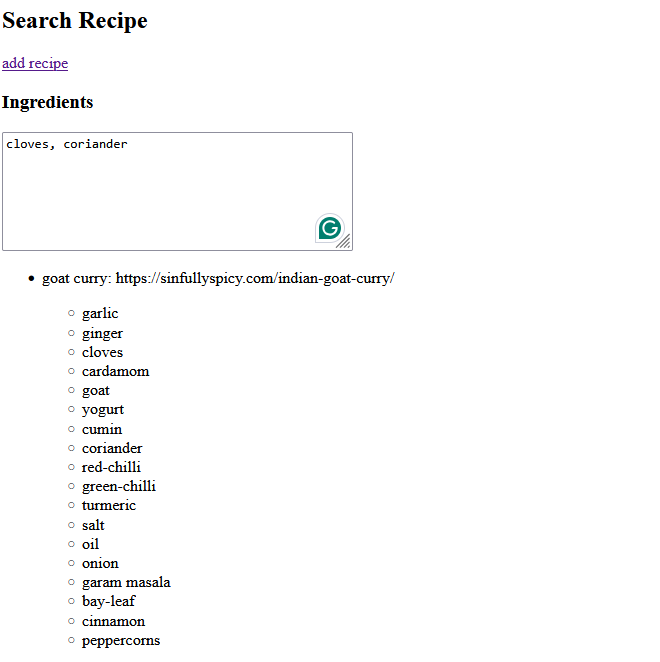 Search Recipe
add recipe
Ingredients
cloves, coriander
goat curry: https://sinfullyspicy.com/indian-goat-curry/
garlic
ginger
cloves
cardamom
goat
yogurt
cumin
coriander
red-chilli
green-chilli
turmeric
salt
oil
onion
garam masala
bay-leaf
cinnamon
peppercorns